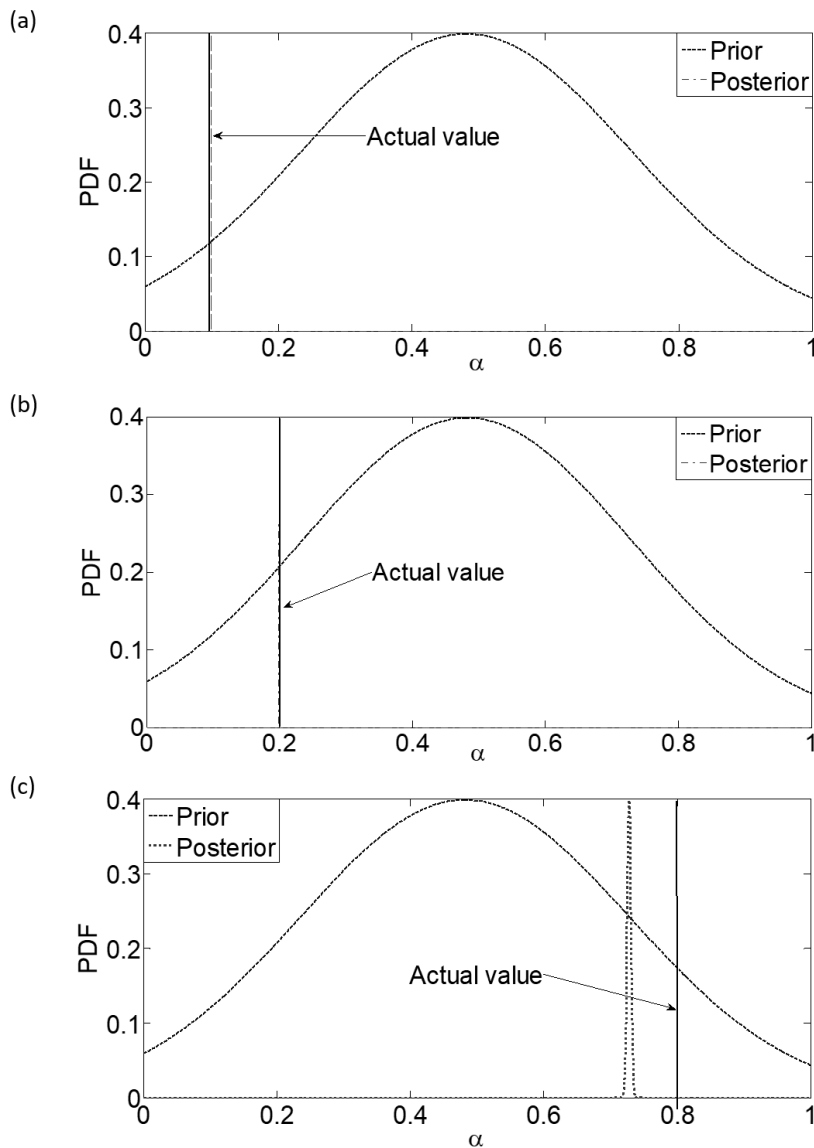 (a)
0.4
Prior
Posterior
0.3
Actual value
PDF
0.2
0.1
0
0 0.2 0.4 0.6 0.8 1
α
(b)
0.4
Prior
Posterior
0.3
PDF
0.2
Actual value
0.1
0
0 0.2 0.4 0.6 0.8 1
α
(c)
0.4
Prior
Posterior
0.3
PDF
0.2
Actual value
0.1
0
0 0.2 0.4 0.6 0.8 1
α